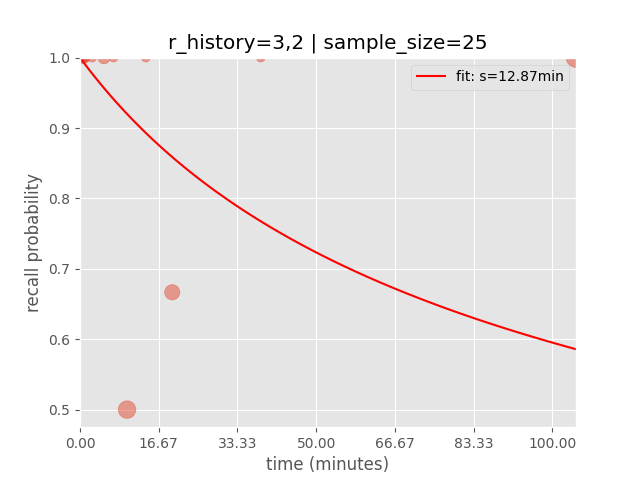 r_history=3,2 | sample_size=25
fit: s=12.87min
1.0
0.9
0.8
0.7
0.6
0.5
recall probability
0.00 16.67 33.33 50.00 66.67 83.33 100.00
time (minutes)